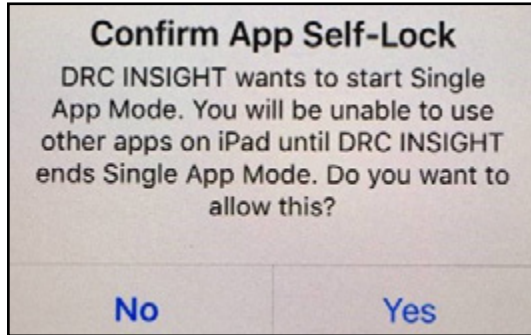 Confirm App Self-Lock
DRC INSIGHT wants to start Single
App Mode. You will be unable to use
other apps on iPad until DRC INSIGHT
ends Single App Mode. Do you want to
allow this?
No
Yes